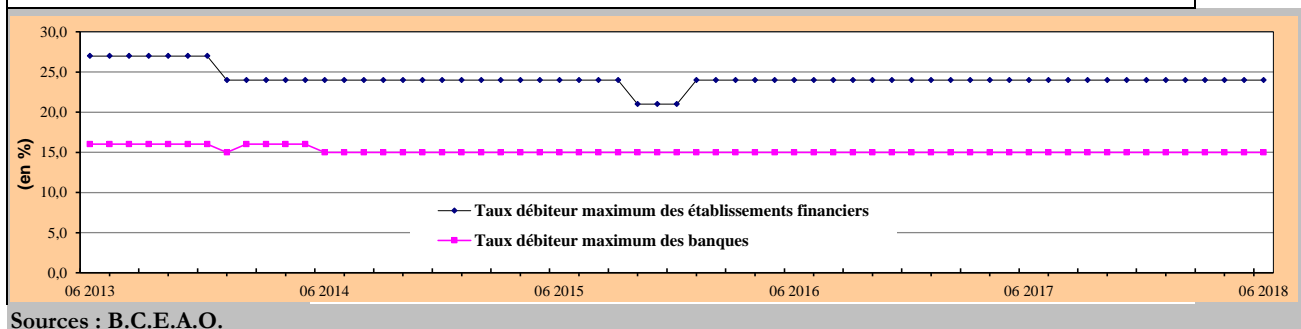 30,0
25,0
20,0
15,0
10,0
5,0
0,0
(en %)
Taux débiteur maximum des établissements financiers
Taux débiteur maximum des banques
06 2013 06 2014 06 2015 06 2016 06 2017 06 2018
Sources : B.C.E.A.O.